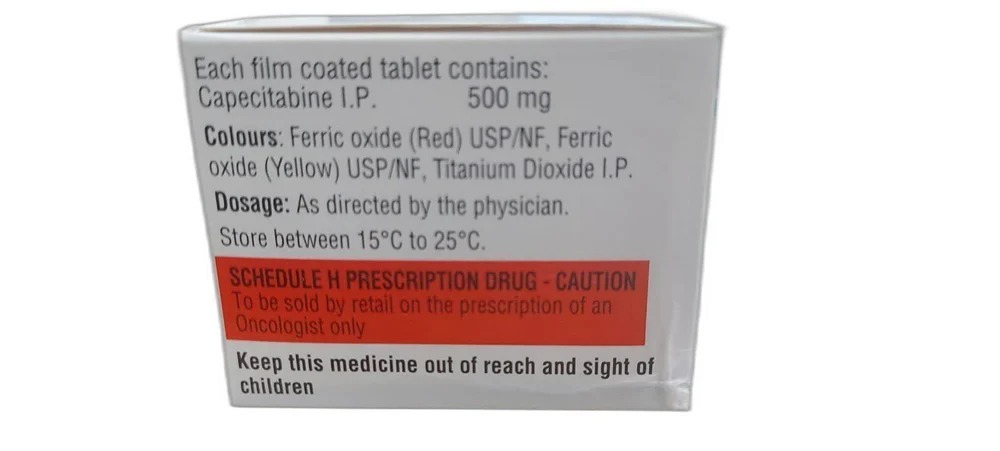 Each film coated tablet contains:
Capecitabine I.P. 500 mg
Colours: Ferric oxide (Red) USP/NF, Ferric
oxide (Yellow) USP/NF, Titanium Dioxide I.P.
Dosage: As directed by the physician.
Store between 15°C to 25°C.
SCHEDULE H PRESCRIPTION DRUG - CAUTION
To be sold by retail on the prescription of an
Oncologist only
Keep this medicine out of reach and sight of
children